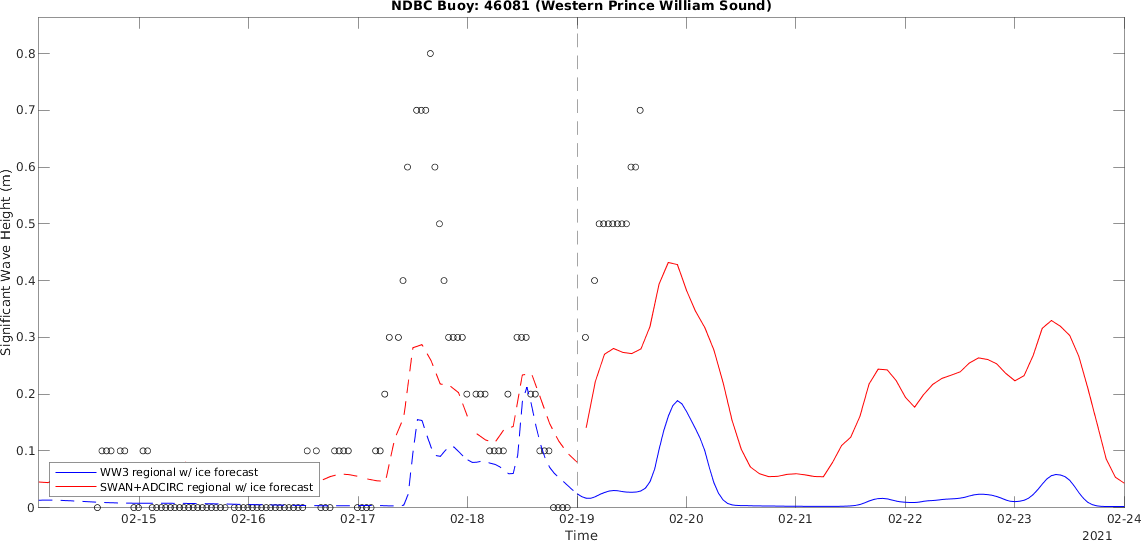 NDBC Buoy: 46081 (Western Prince William Sound)
Significant Wave Height (m)
0.8
0.7
0.6
0.5
0.4
0.3
0.2
0.1
0
WW3 regional w/ ice forecast
SWAN+ADCIRC regional w/ ice forecast
02-15 02-16 02-17 02-18 02-19 02-20 02-21 02-22 02-23 02-24
Time
2021